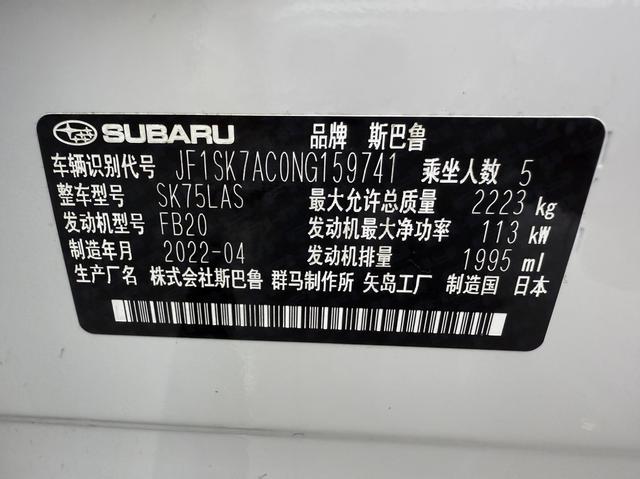 SUBARU 品牌 斯巴鲁
车辆识别代号 JF1SK7AC0NG159741 乘坐人数 5
整车型号 SK75LAS 最大允许总质量 2223 kg
发动机型号 FB20 发动机最大净功率 113 kW
制造年月 2022-04 发动机排量 1995 ml
生产厂名 株式会社斯巴鲁 群马制作所 矢岛工厂 制造国 日本